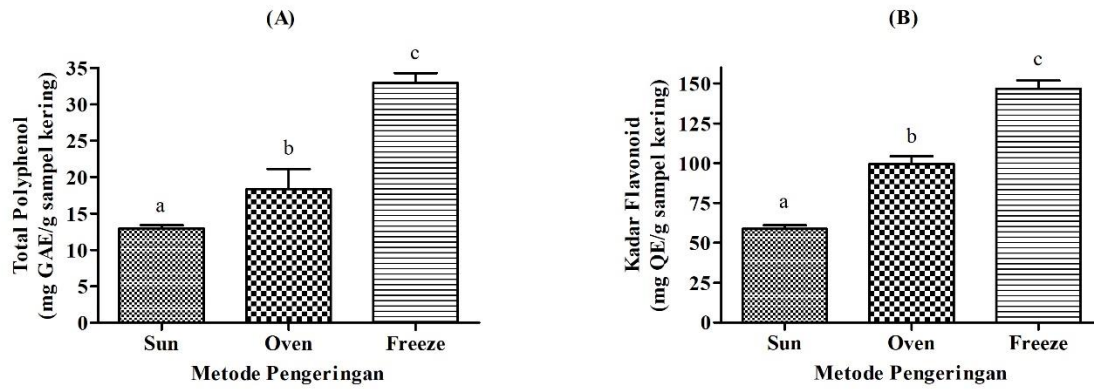 (A)
Total Polyphenol
(mg GAE/g sampel kering)
35
30
25
20
15
10
5
0
a
b
c
Sun Oven Freeze
Metode Pengeringan
(B)
Kadar Flavonoid
(mg QE/g sampel kering)
150
125
100
75
50
25
0
a
b
c
Sun Oven Freeze
Metode Pengeringan